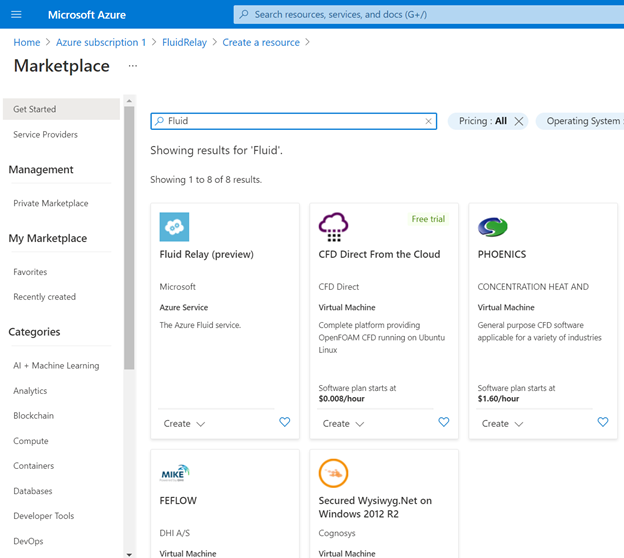 Microsoft Azure
Search resources, services, and docs (G+/)
Home > Azure subscription 1 > FluidRelay > Create a resource >
Marketplace ...
Get Started
Service Providers
Management
Private Marketplace
My Marketplace
Favorites
Recently created
Categories
AI + Machine Learning
Analytics
Blockchain
Compute
Containers
Databases
Developer Tools
DevOps
Fluid
Pricing : All
Operating System :
Showing results for 'Fluid'.
Showing 1 to 8 of 8 results.
Fluid Relay (preview)
Microsoft
Azure Service
The Azure Fluid service.
Create
Free trial
CFD Direct From the Cloud
CFD Direct
Virtual Machine
Complete platform providing
OpenFOAM CFD running on Ubuntu
Linux
Software plan starts at
$0.008/hour
Create
PHOENICS
CONCENTRATION HEAT AND
Virtual Machine
General purpose CFD software
applicable for a variety of industries
Software plan starts at
$1.60/hour
Create
MIKE
FEFLOW
DHI A/S
Virtual Machine
Secured Wysiwyg.Net on
Windows 2012 R2
Cognosys
Virtual Machine